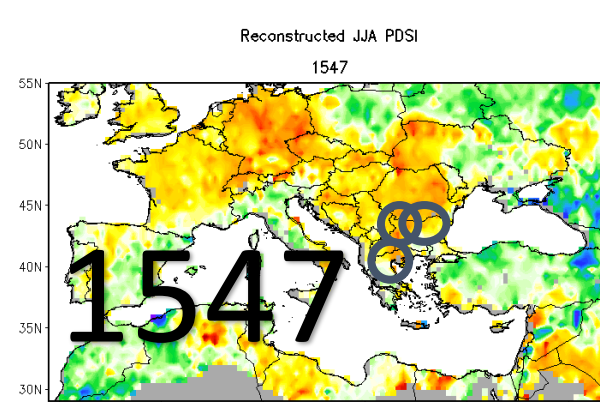 Reconstructed JJA PDSI
1547
55N
50N
45N
40N
35N
30N
1547